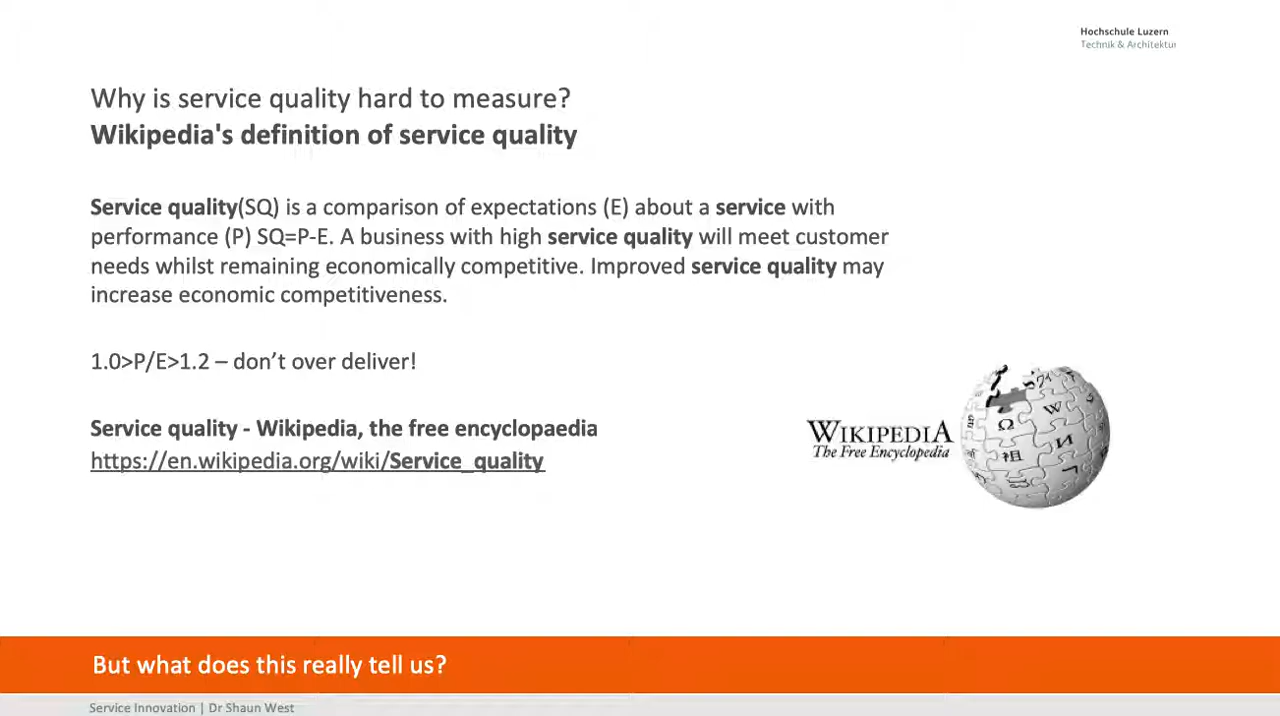 Hochschule Luzern
Technik & Architektur
Why is service quality hard to measure?
Wikipedia's definition of service quality
Service quality(SQ) is a comparison of expectations (E) about a service with
performance (P) SQ=P-E. A business with high service quality will meet customer
needs whilst remaining economically competitive. Improved service quality may
increase economic competitiveness.
1.0>P/E>1.2 – don't over deliver!
Service quality - Wikipedia, the free encyclopaedia
https://en.wikipedia.org/wiki/Service_quality
WIKIPEDIA
The Free Encyclopedia
Ω
W
И
祖
But what does this really tell us?
Service Innovation | Dr Shaun West